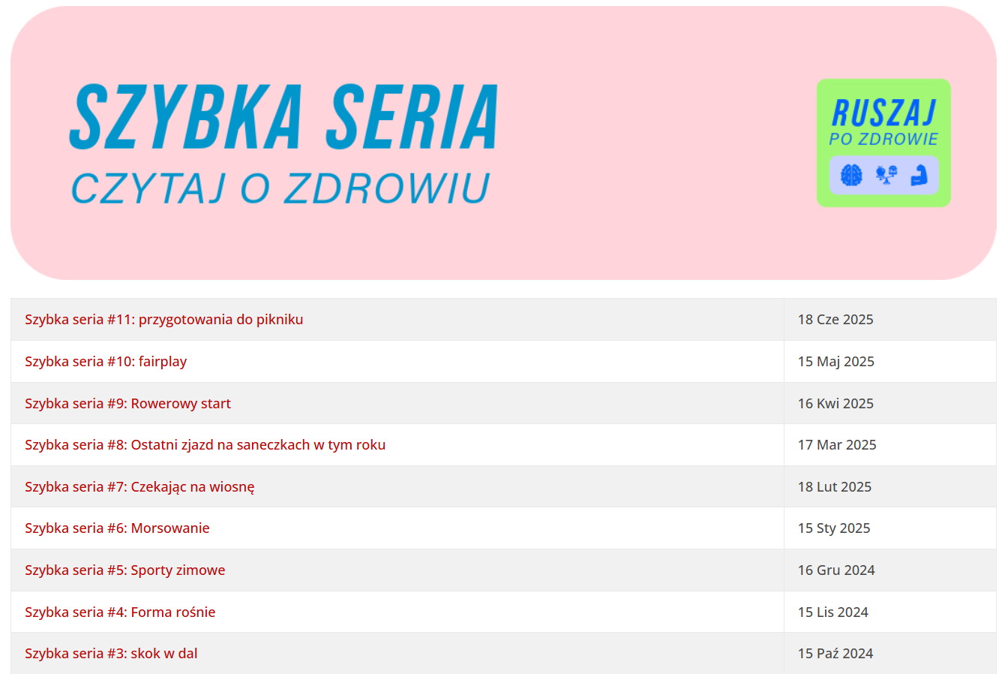 SZYBKA SERIA
CZYTAJ O ZDROWIU
RUSZAJ
PO ZDROWIE
Szybka seria #11: przygotowania do pikniku 18 Cze 2025
Szybka seria #10: fairplay 15 Maj 2025
Szybka seria #9: Rowerowy start 16 Kwi 2025
Szybka seria #8: Ostatni zjazd na saneczkach w tym roku 17 Mar 2025
Szybka seria #7: Czekając na wiosnę 18 Lut 2025
Szybka seria #6: Morsowanie 15 Sty 2025
Szybka seria #5: Sporty zimowe 16 Gru 2024
Szybka seria #4: Forma rośnie 15 Lis 2024
Szybka seria #3: skok w dal 15 Paź 2024